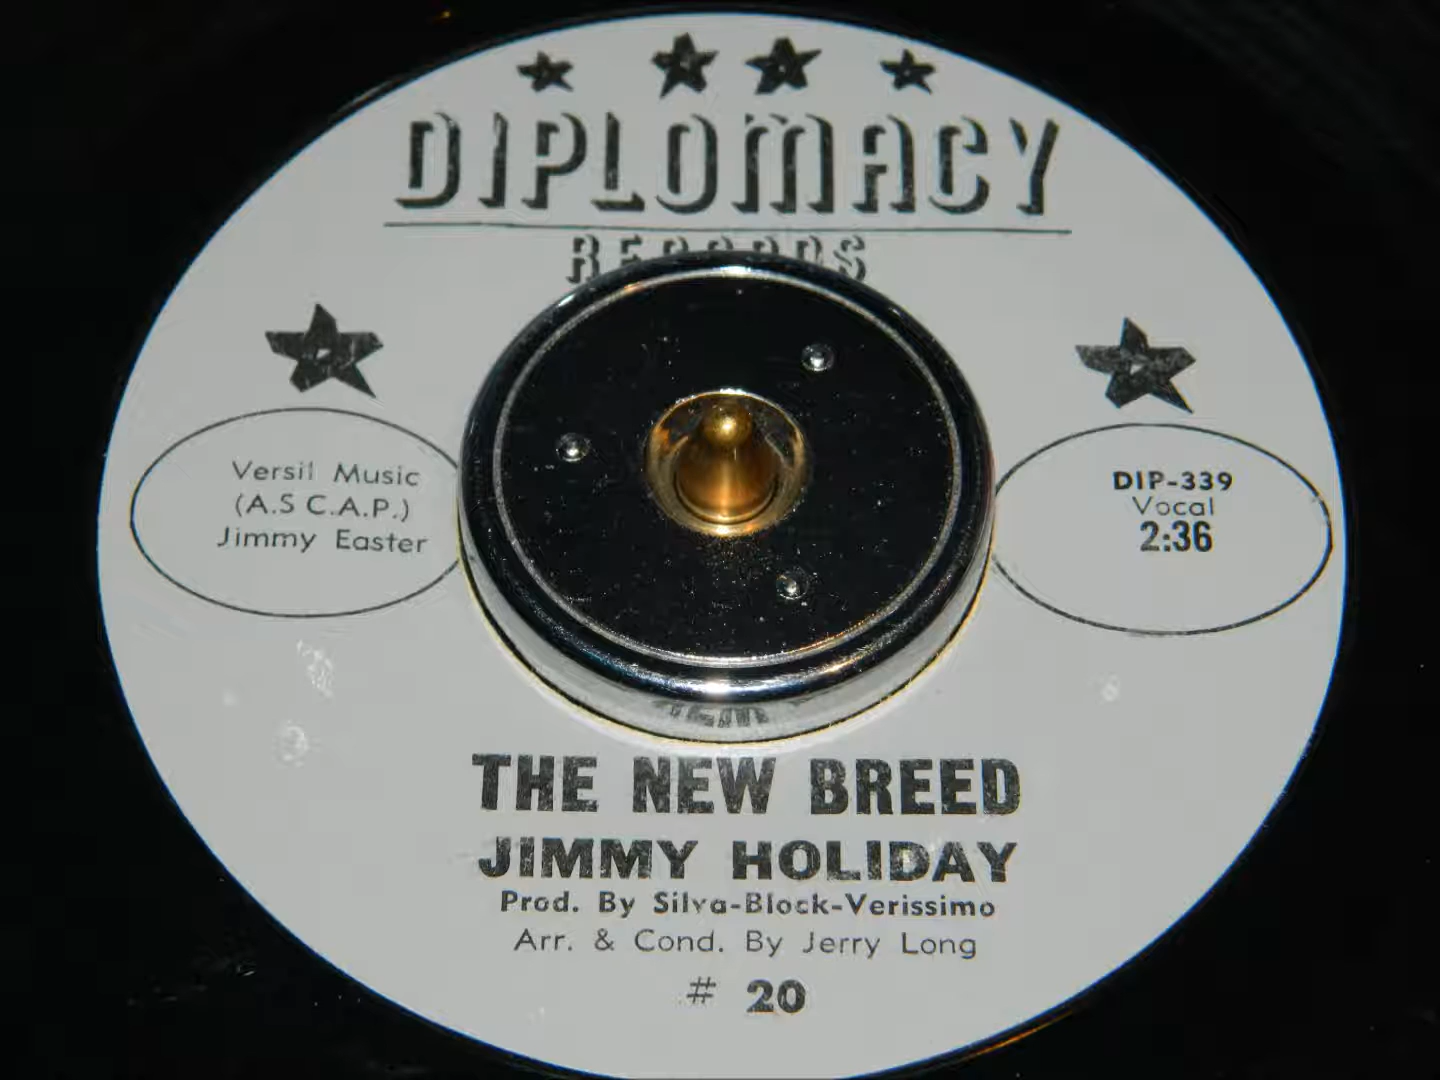 DIPLOMACY
RECORDS
Versil Music
(A.S C.A.P.)
Jimmy Easter
DIP-339
Vocal
2:36
THE NEW BREED
JIMMY HOLIDAY
Prod. By Silva-Block-Verissimo
Arr. & Cond. By Jerry Long
# 20